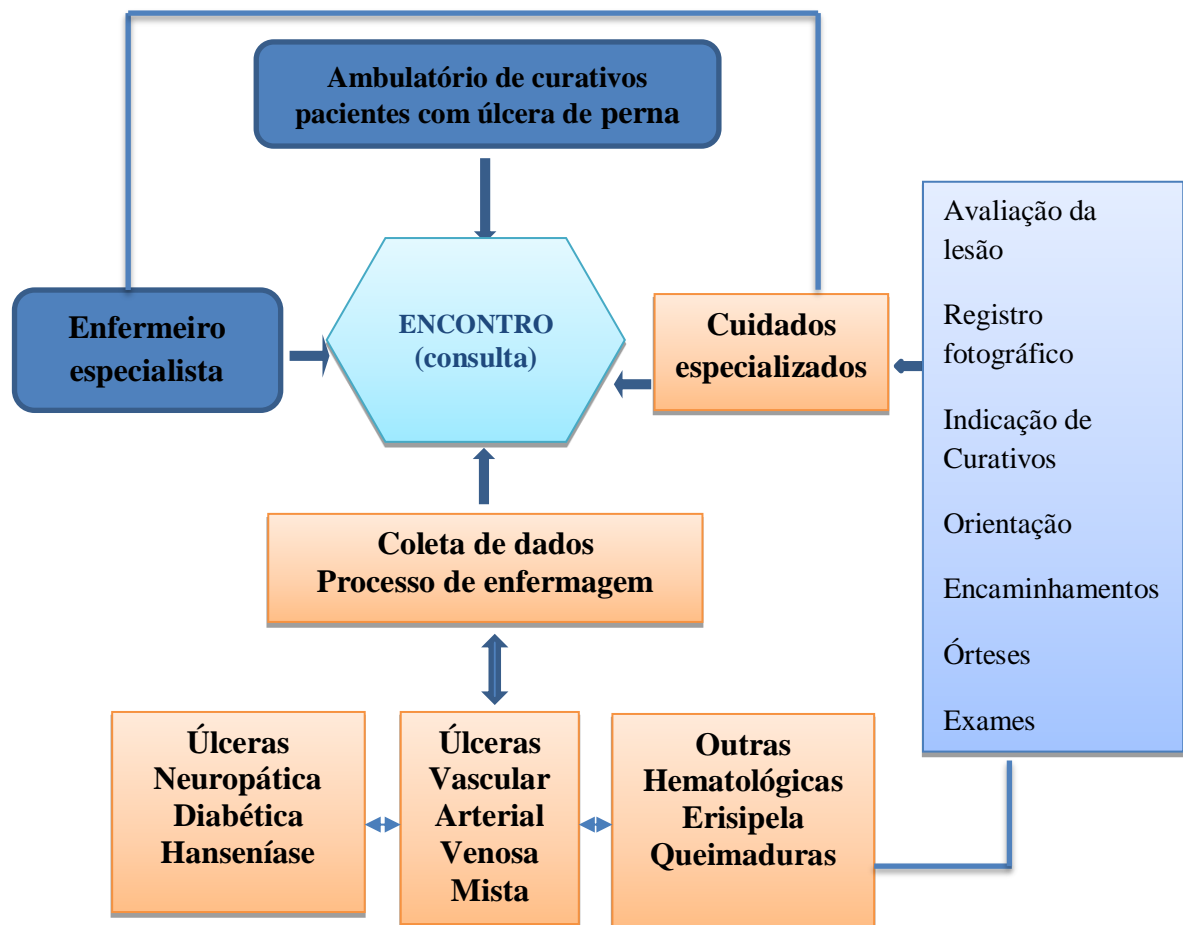 Ambulatório de curativos
pacientes com úlcera de perna
Enfermeiro
especialista
ENCONTRO
(consulta)
Cuidados
especializados
Avaliação da
lesão
Registro
fotográfico
Indicação de
Curativos
Orientação
Encaminhamentos
Órteses
Exames
Coleta de dados
Processo de enfermagem
Úlceras
Neuropática
Diabética
Hanseníase
Úlceras
Vascular
Arterial
Venosa
Mista
Outras
Hematológicas
Erisipela
Queimaduras